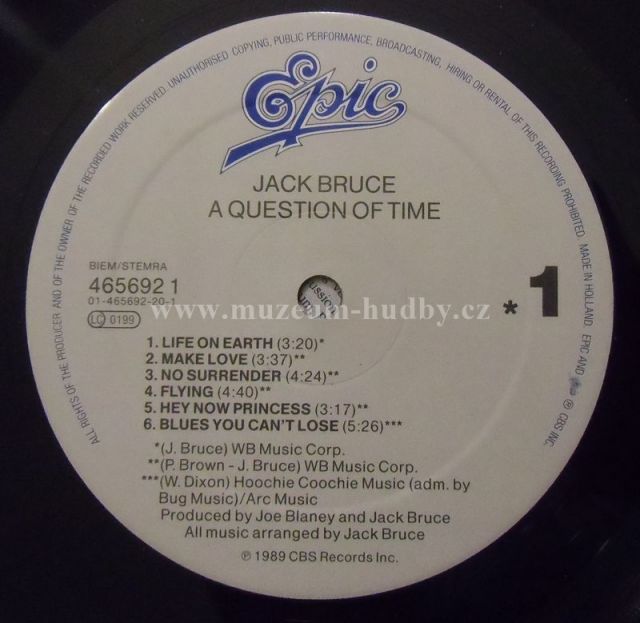 ALL RIGHTS OF THE PRODUCER AND OF THE OWNER OF THE RECORDED WORK RESERVED. UNAUTHORISED COPYING, PUBLIC PERFORMANCE, BROADCASTING, HIRING OR RENTAL OF THIS RECORDING PROHIBITED. MADE IN HOLLAND. EPIC AND ℗ CBS INC.
Epic
JACK BRUCE
A QUESTION OF TIME
BIEM/STEMRA
465692 1
01-465692-20-1
LC 0199
* 1
www.muzeum-hudby.cz
1. LIFE ON EARTH (3:20)*
2. MAKE LOVE (3:37)**
3. NO SURRENDER (4:24)**
4. FLYING (4:40)**
5. HEY NOW PRINCESS (3:17)**
6. BLUES YOU CAN'T LOSE (5:26)***
*(J. Bruce) WB Music Corp.
**(P. Brown - J. Bruce) WB Music Corp.
***(W. Dixon) Hoochie Coochie Music (adm. by
Bug Music)/Arc Music
Produced by Joe Blaney and Jack Bruce
All music arranged by Jack Bruce
℗ 1989 CBS Records Inc.